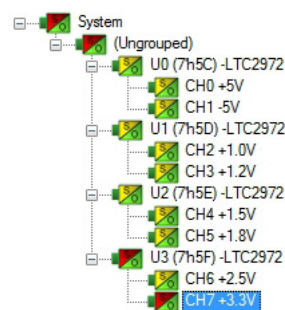 System
(Ungrouped)
U0 (7h5C) -LTC2972
CH0 +5V
CH1 -5V
U1 (7h5D) -LTC2972
CH2 +1.0V
CH3 +1.2V
U2 (7h5E) -LTC2972
CH4 +1.5V
CH5 +1.8V
U3 (7h5F) -LTC2972
CH6 +2.5V
CH7 +3.3V